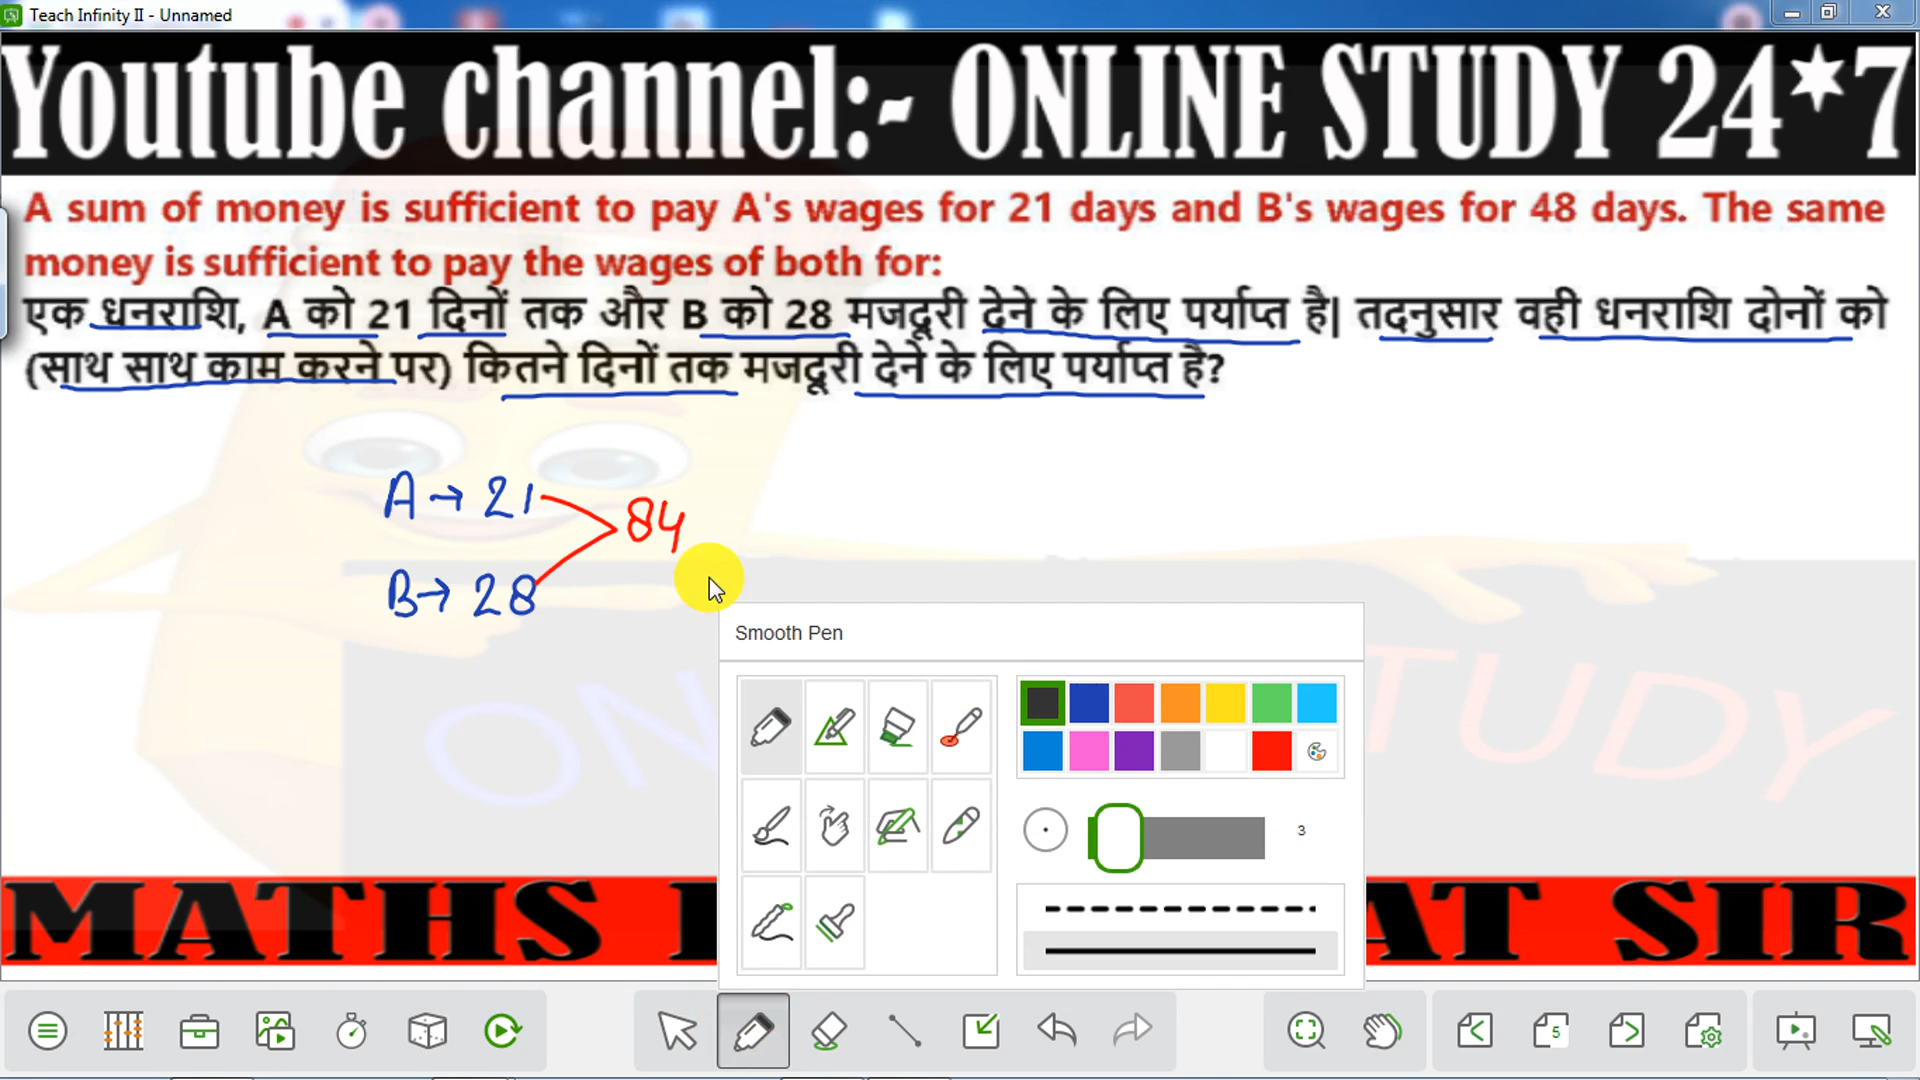 Teach Infinity II - Unnamed
Youtube channel:- ONLINE STUDY 24*7
A sum of money is sufficient to pay A's wages for 21 days and B's wages for 48 days. The same
money is sufficient to pay the wages of both for:
एक धनराशि, A को 21 दिनों तक और B को 28 मजदूरी देने के लिए पर्याप्त है| तदनुसार वही धनराशि दोनों को
(साथ साथ काम करने पर) कितने दिनों तक मजदूरी देने के लिए पर्याप्त है?
A → 21
84
B → 28
Smooth Pen
ON
TUDY
3
MATHS
AT SIR
5